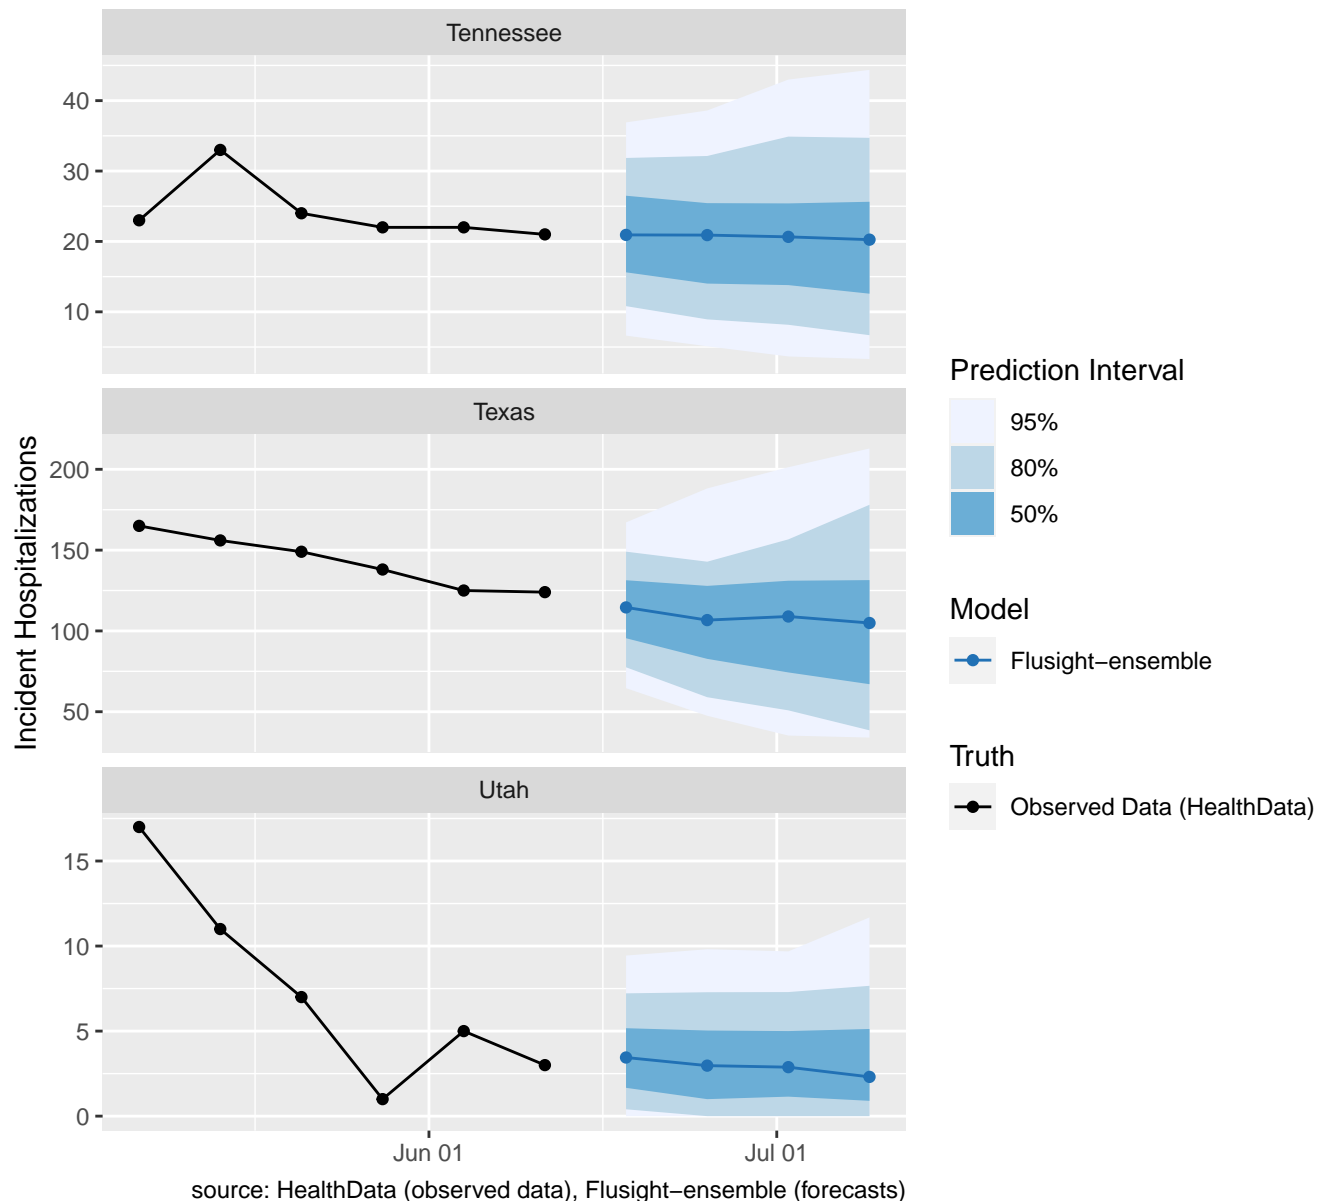 Tennessee
40
30
20
10
Texas
200
150
100
50
Utah
15
10
5
0
Jun 01
Jul 01
Incident Hospitalizations
source: HealthData (observed data), Flusight−ensemble (forecasts)
Prediction Interval
95%
80%
50%
Model
Flusight−ensemble
Truth
Observed Data (HealthData)